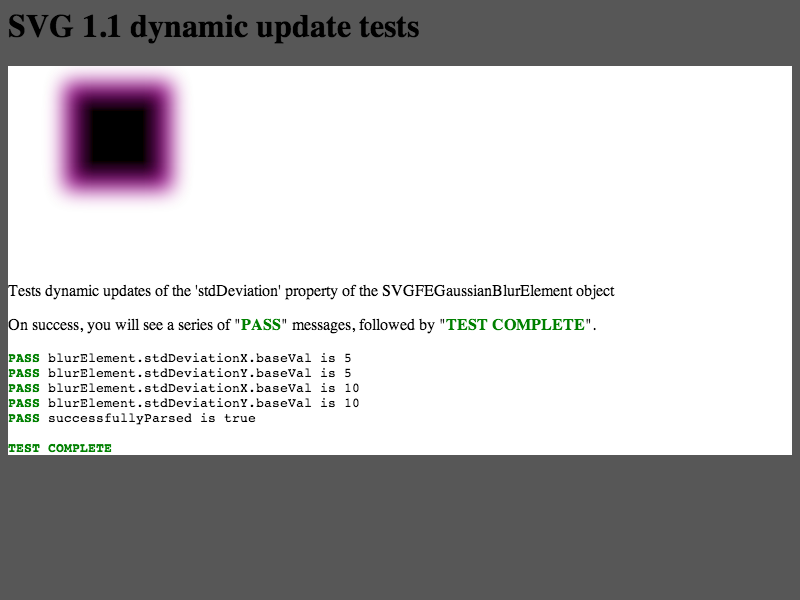 SVG 1.1 dynamic update tests
Tests dynamic updates of the 'stdDeviation' property of the SVGFEGaussianBlurElement object
On success, you will see a series of "PASS" messages, followed by "TEST COMPLETE".
PASS blurElement.stdDeviationX.baseVal is 5
PASS blurElement.stdDeviationY.baseVal is 5
PASS blurElement.stdDeviationX.baseVal is 10
PASS blurElement.stdDeviationY.baseVal is 10
PASS successfullyParsed is true
TEST COMPLETE